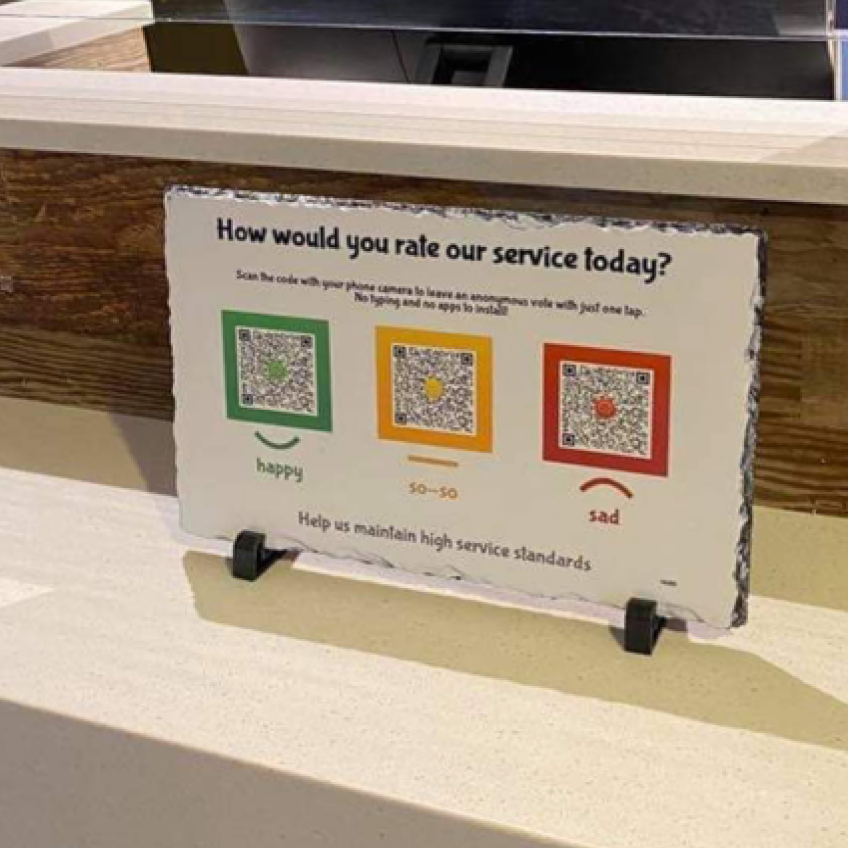 How would you rate our service today?
Scan the code with your phone camera to leave an anonymous vote with just one tap.
No typing and no apps to install!
happy
so-so
sad
Help us maintain high service standards